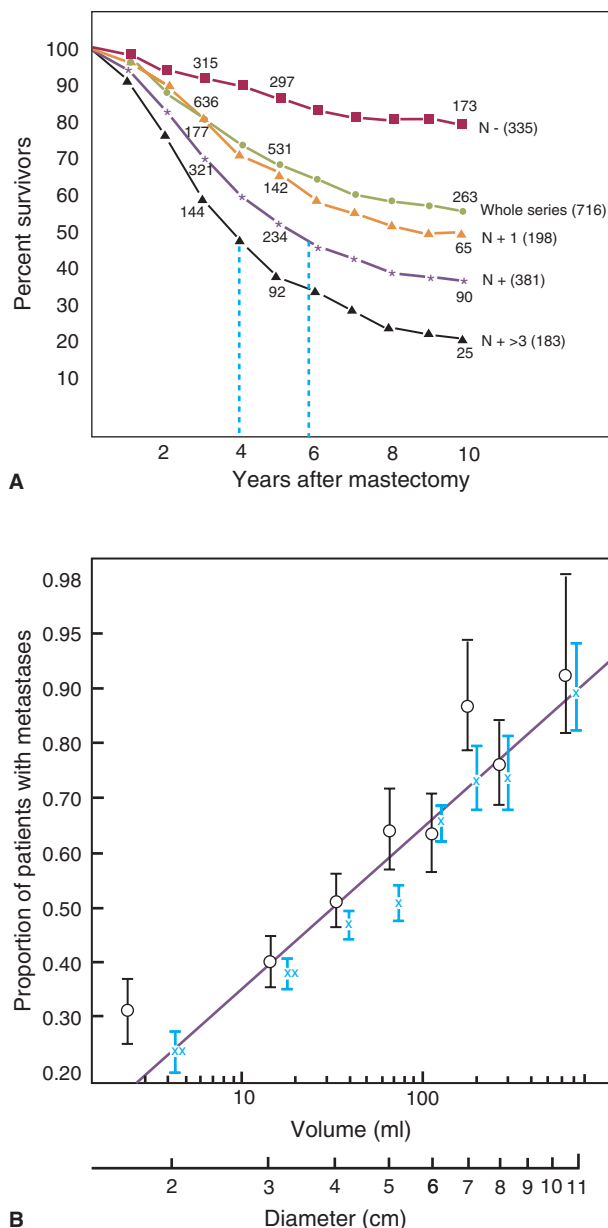 Percent survivors
100
90
80
70
60
50
40
30
20
10
315
297
173
N - (335)
636
177
531
263
Whole series (716)
321
142
65
N + 1 (198)
144
234
90
N + (381)
92
25
N + >3 (183)
2 4 6 8 10
Years after mastectomy
A
Proportion of patients with metastases
0.98
0.95
0.90
0.80
0.70
0.60
0.50
0.40
0.30
0.20
x
x
x
x
x
x
xx
xx
10 100
Volume (ml)
2 3 4 5 6 7 8 9 10 11
Diameter (cm)
B